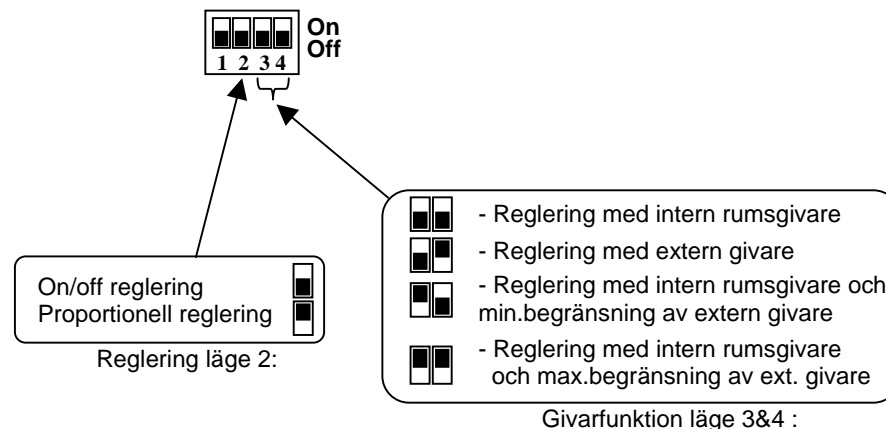 On
Off
1 2 3 4
- Reglering med intern rumsgivare
- Reglering med extern givare
- Reglering med intern rumsgivare och
min.begränsning av extern givare
- Reglering med intern rumsgivare
och max.begränsning av ext. givare
Givarfunktion läge 3&4 :
On/off reglering
Proportionell reglering
Reglering läge 2: